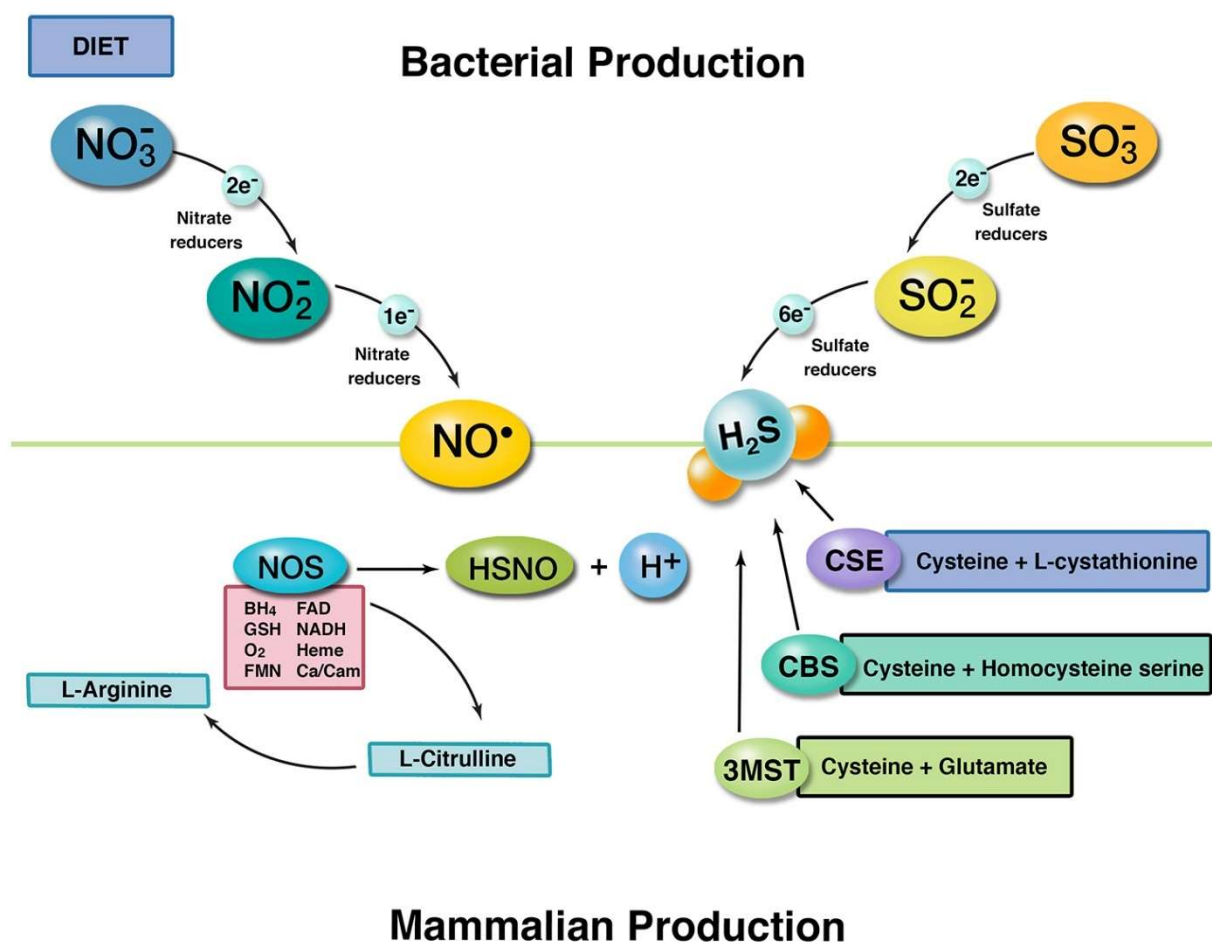 DIET
Bacterial Production
NO₃⁻
SO₃⁻
2e⁻
2e⁻
Nitrate
reducers
Sulfate
reducers
NO₂⁻
SO₂⁻
1e⁻
6e⁻
Nitrate
reducers
Sulfate
reducers
NO•
H₂S
NOS
HSNO + H⁺
CSE Cysteine + L-cystathionine
BH₄ FAD
GSH NADH
O₂ Heme
FMN Ca/Cam
CBS Cysteine + Homocysteine serine
L-Arginine
L-Citrulline
3MST Cysteine + Glutamate
Mammalian Production